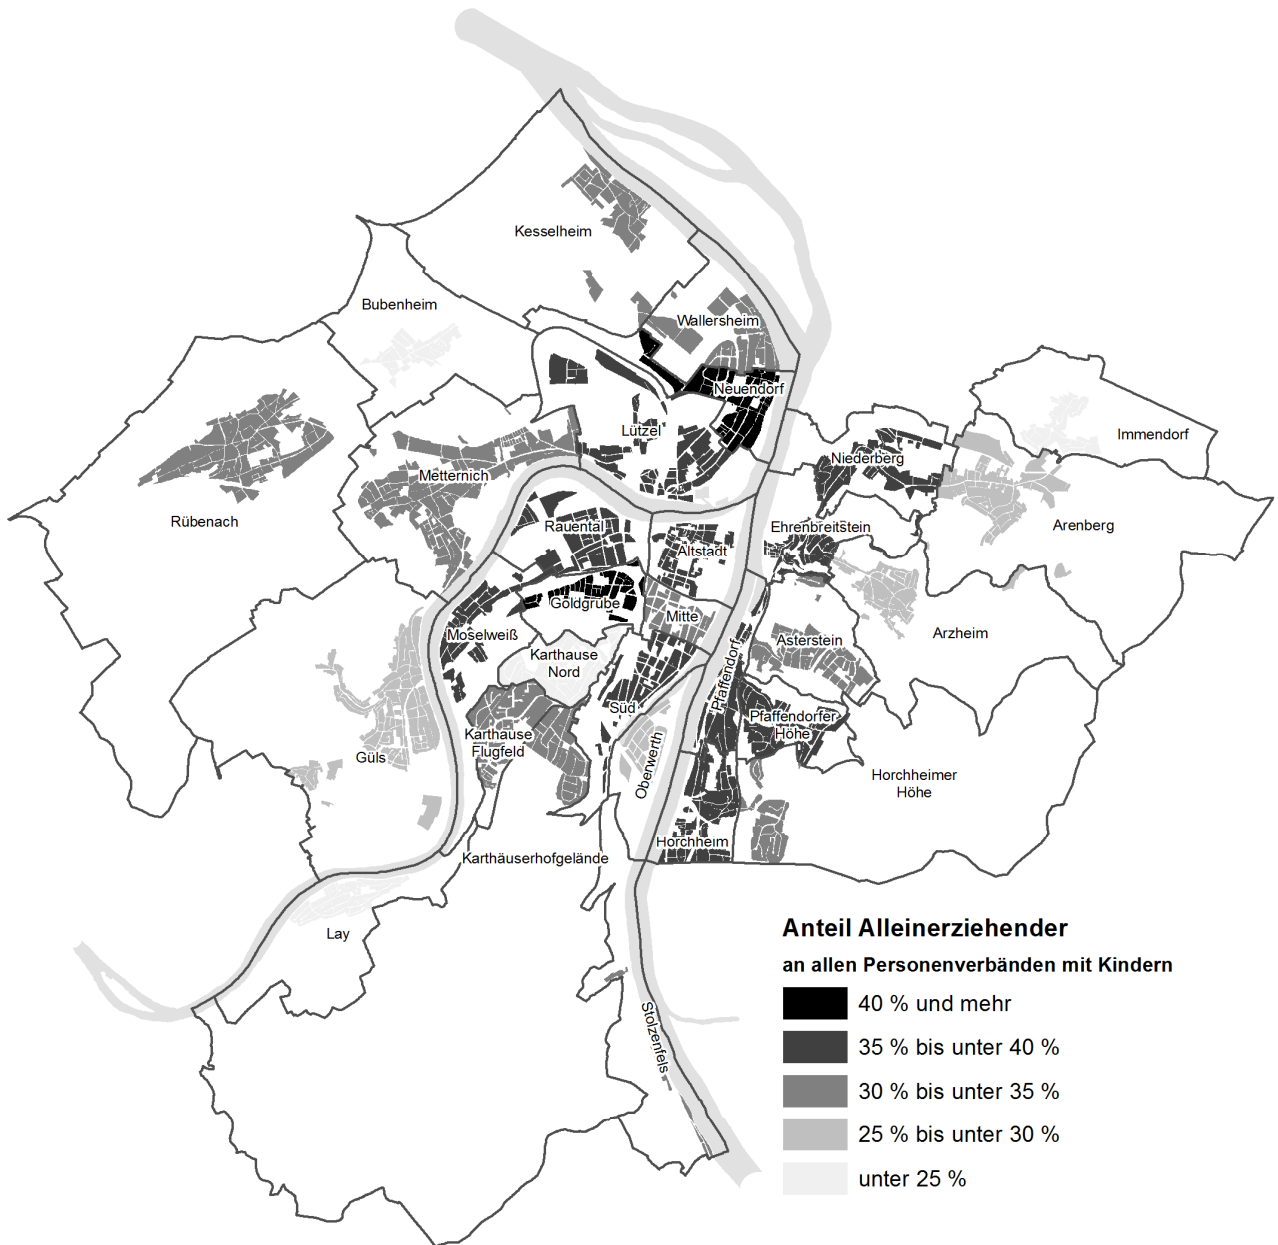 Kesselheim
Bubenheim
Wallersheim
Neuendorf
Immendorf
Lützel
Niederberg
Metternich
Rübenach
Rauental
Ehrenbreitstein
Arenberg
Altstadt
Goldgrube
Mitte
Moselweiß
Asterstein
Arzheim
Karthause
Nord
Pfaffendorf
Süd
Pfaffendorfer
Höhe
Karthause
Flugfeld
Güls
Oberwerth
Horchheimer
Höhe
Horchheim
Karthäuserhofgelände
Lay
Stolzenfels
Anteil Alleinerziehender
an allen Personenverbänden mit Kindern
40 % und mehr
35 % bis unter 40 %
30 % bis unter 35 %
25 % bis unter 30 %
unter 25 %